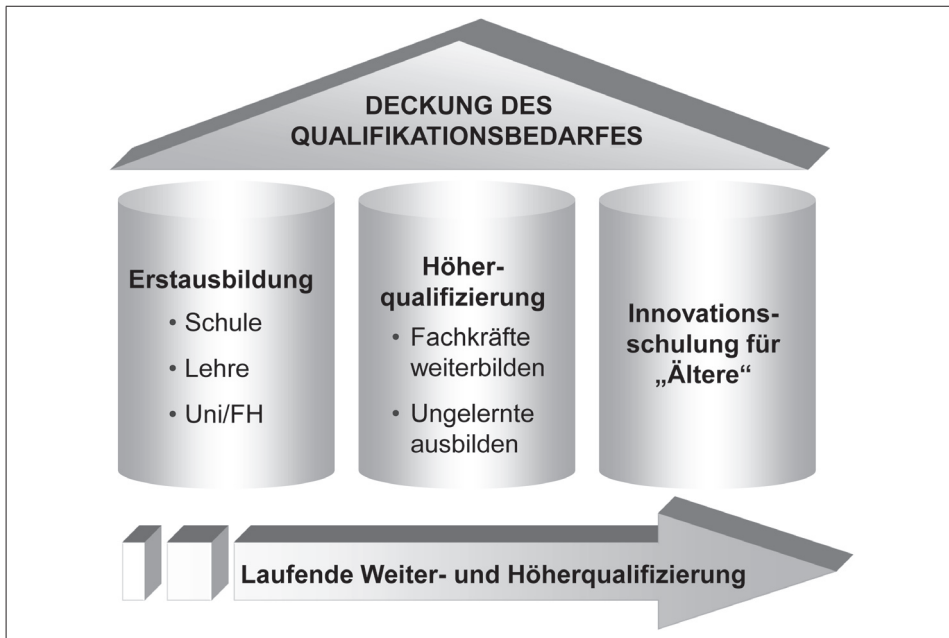 DECKUNG DES
QUALIFIKATIONSBEDARFES
Erstausbildung
• Schule
• Lehre
• Uni/FH
Höher-
qualifizierung
• Fachkräfte
weiterbilden
• Ungelernte
ausbilden
Innovations-
schulung für
„Ältere“
Laufende Weiter- und Höherqualifizierung